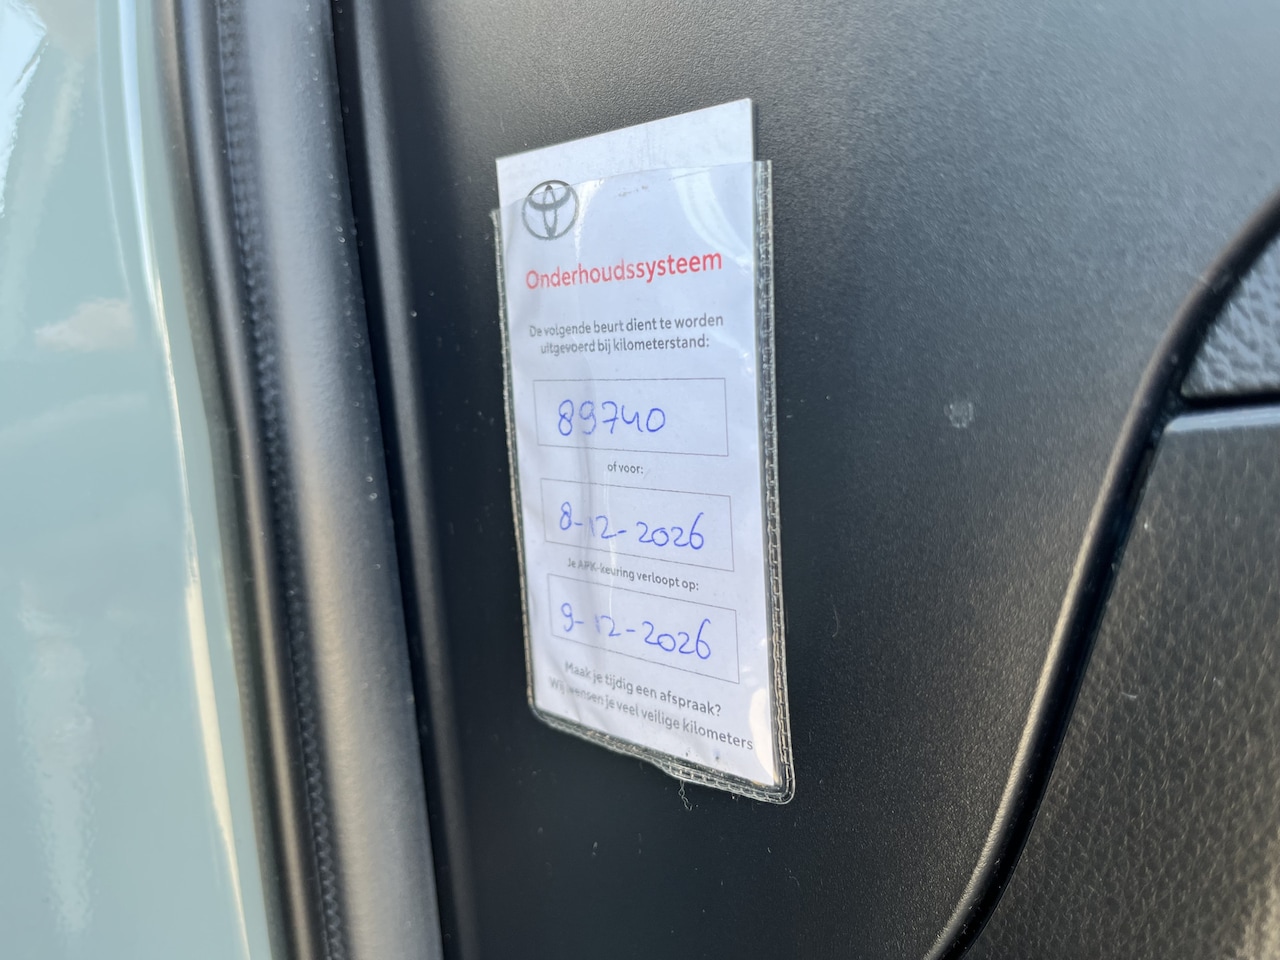 Onderhoudssysteem
De volgende beurt dient te worden
uitgevoerd bij kilometerstand:
89740
of voor:
8-12-2026
Je APK-keuring verloopt op:
9-12-2026
Maak je tijdig een afspraak?
Wij wensen je veel veilige kilometers